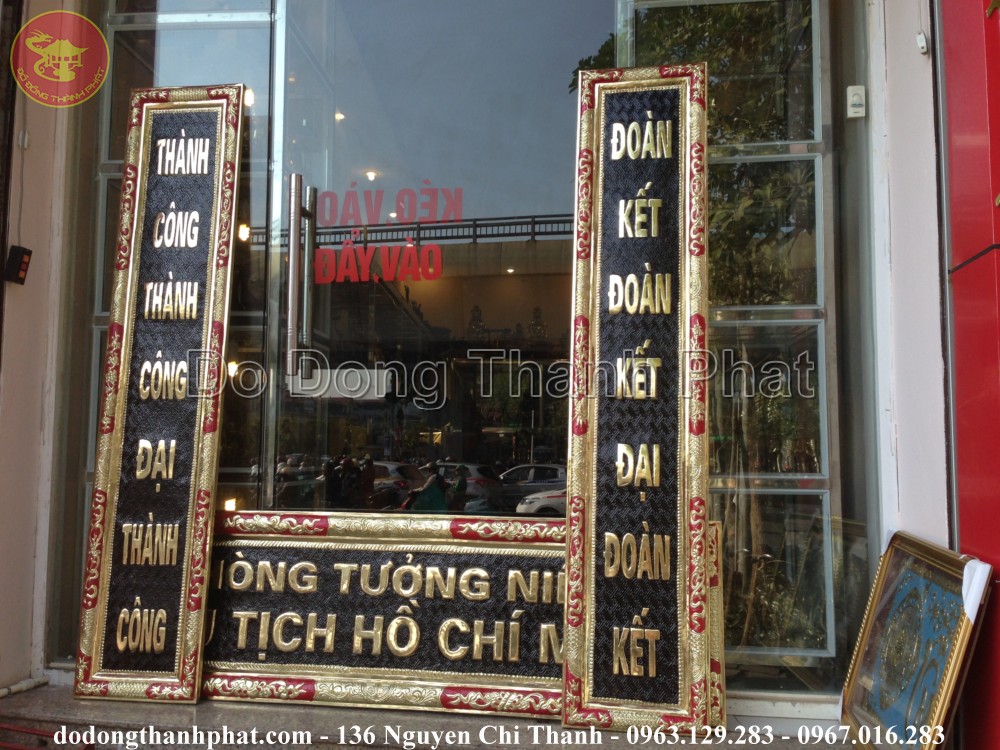 ĐỒ ĐỒNG THÀNH PHÁT
THÀNH
CÔNG
THÀNH
CÔNG
ĐẠI
THÀNH
CÔNG
KÉO VÀO
ĐẨY VÀO
ĐOÀN
KẾT
ĐOÀN
KẾT
ĐẠI
ĐOÀN
KẾT
Do Dong Thanh Phat
TƯỞNG
TỊCH HỒ CHÍ
dodongthanhphat.com - 136 Nguyen Chi Thanh - 0963.129.283 - 0967.016.283